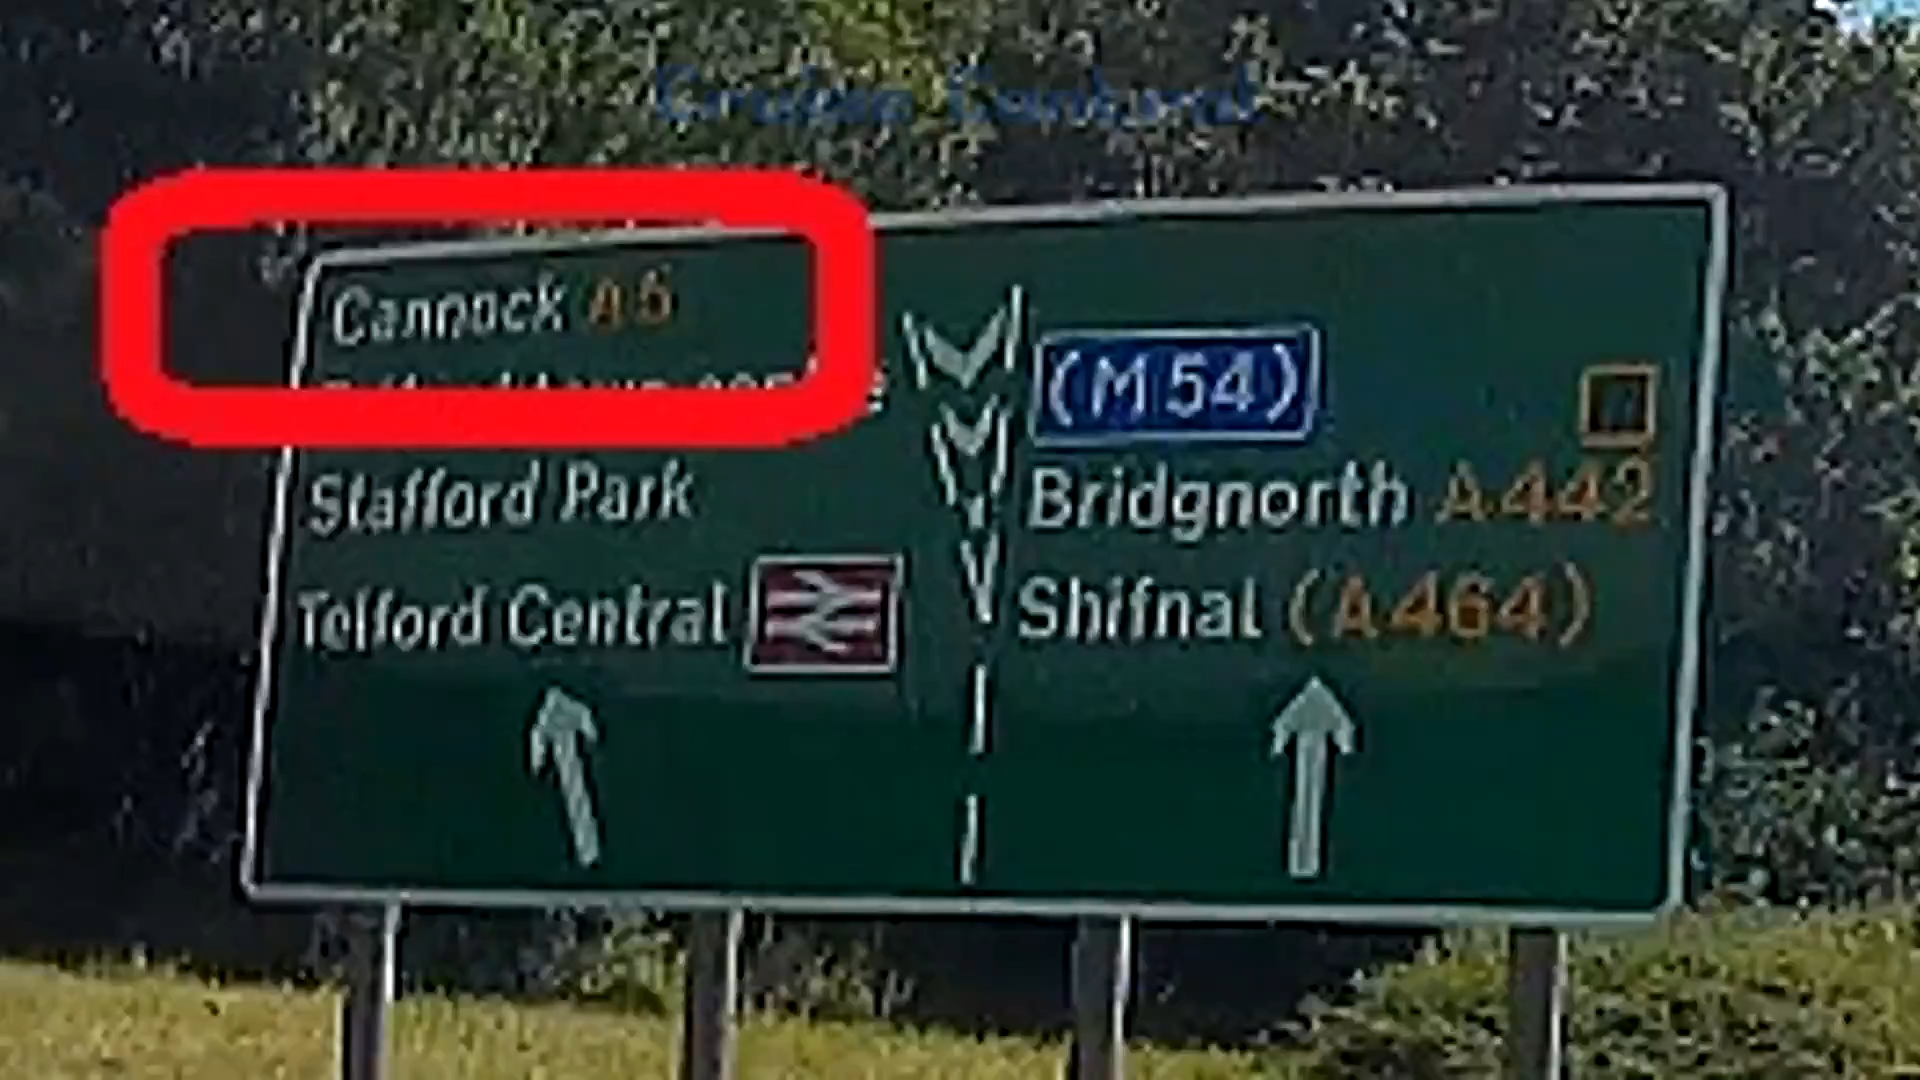 Cannock A5
Stafford Park
Telford Central
(M54)
Bridgnorth A442
Shifnal (A464)